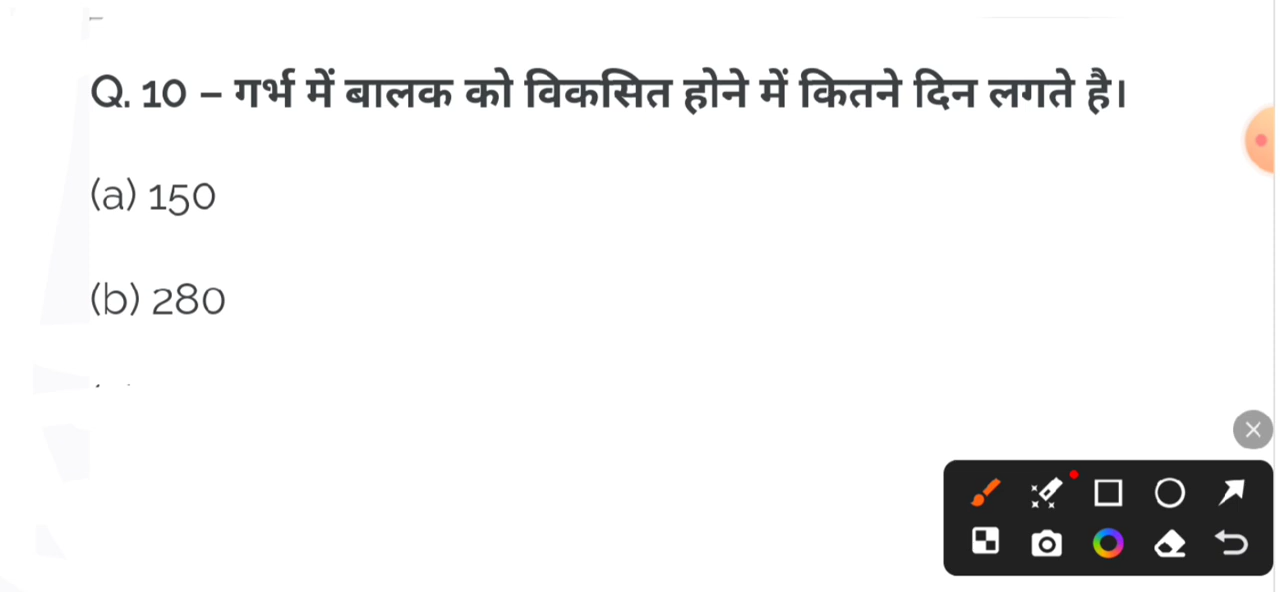 Q. 10 – गर्भ में बालक को विकसित होने में कितने दिन लगते है।
(a) 150
(b) 280